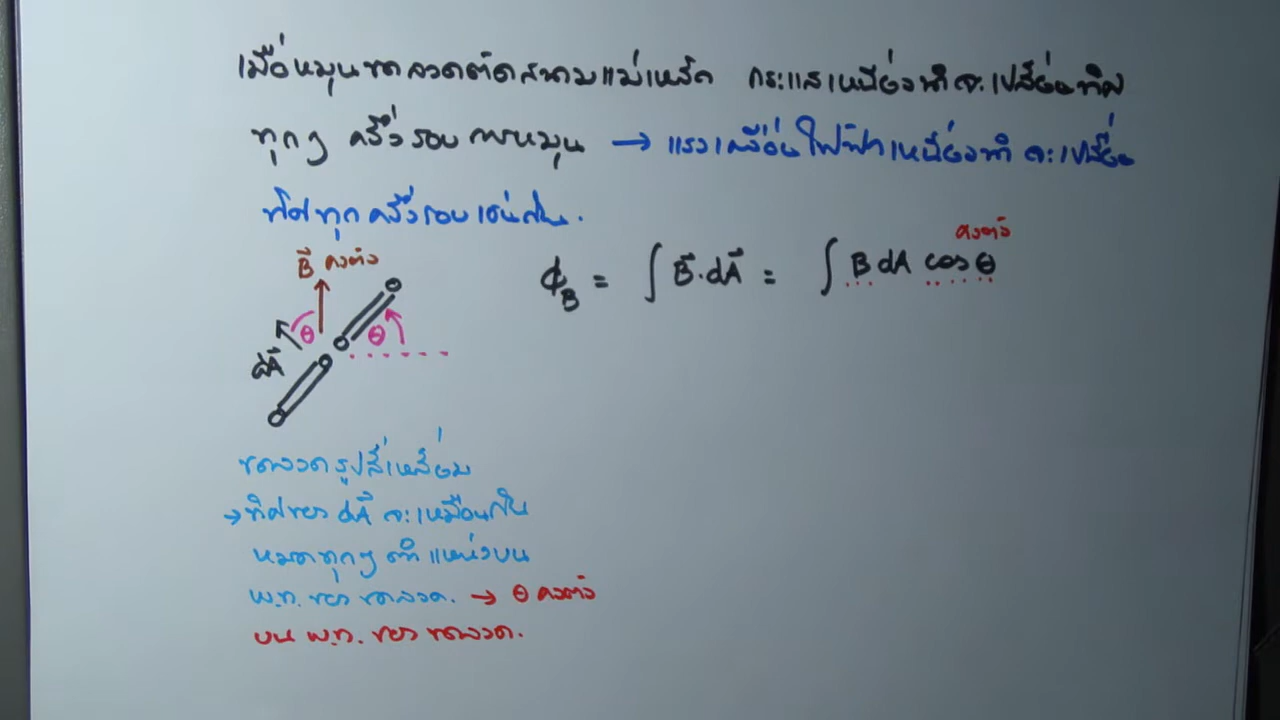 เมื่อหมุนขดลวดตัดสนามแม่เหล็ก กระแสเหนี่ยวนำจะเปลี่ยนทิศ
ทุกๆ ครึ่งรอบการหมุน → แรงเคลื่อนไฟฟ้าเหนี่ยวนำ จะเปลี่ยน
ทิศทุกครึ่งรอบเช่นกัน.
B⃗ คงตัว
ϕ_B = ∫ B⃗·dA⃗ = ∫ B dA cos θ
คงตัว
θ
θ
dA⃗
ขดลวดรูปสี่เหลี่ยม
→ ทิศของ dA⃗ จะเหมือนกัน
หมดทุกๆ ตำแหน่งบน
พ.ท. ของ ขดลวด. → θ คงตัว
บน พ.ท. ของ ขดลวด.